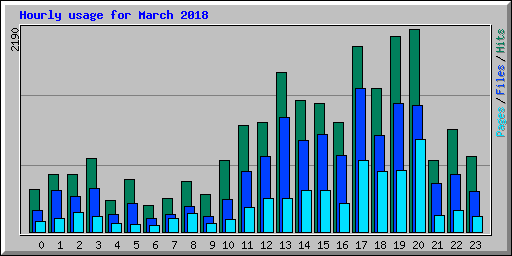 Hourly usage for March 2018
2190
Pages/Files/Hits
0 1 2 3 4 5 6 7 8 9 10 11 12 13 14 15 16 17 18 19 20 21 22 23